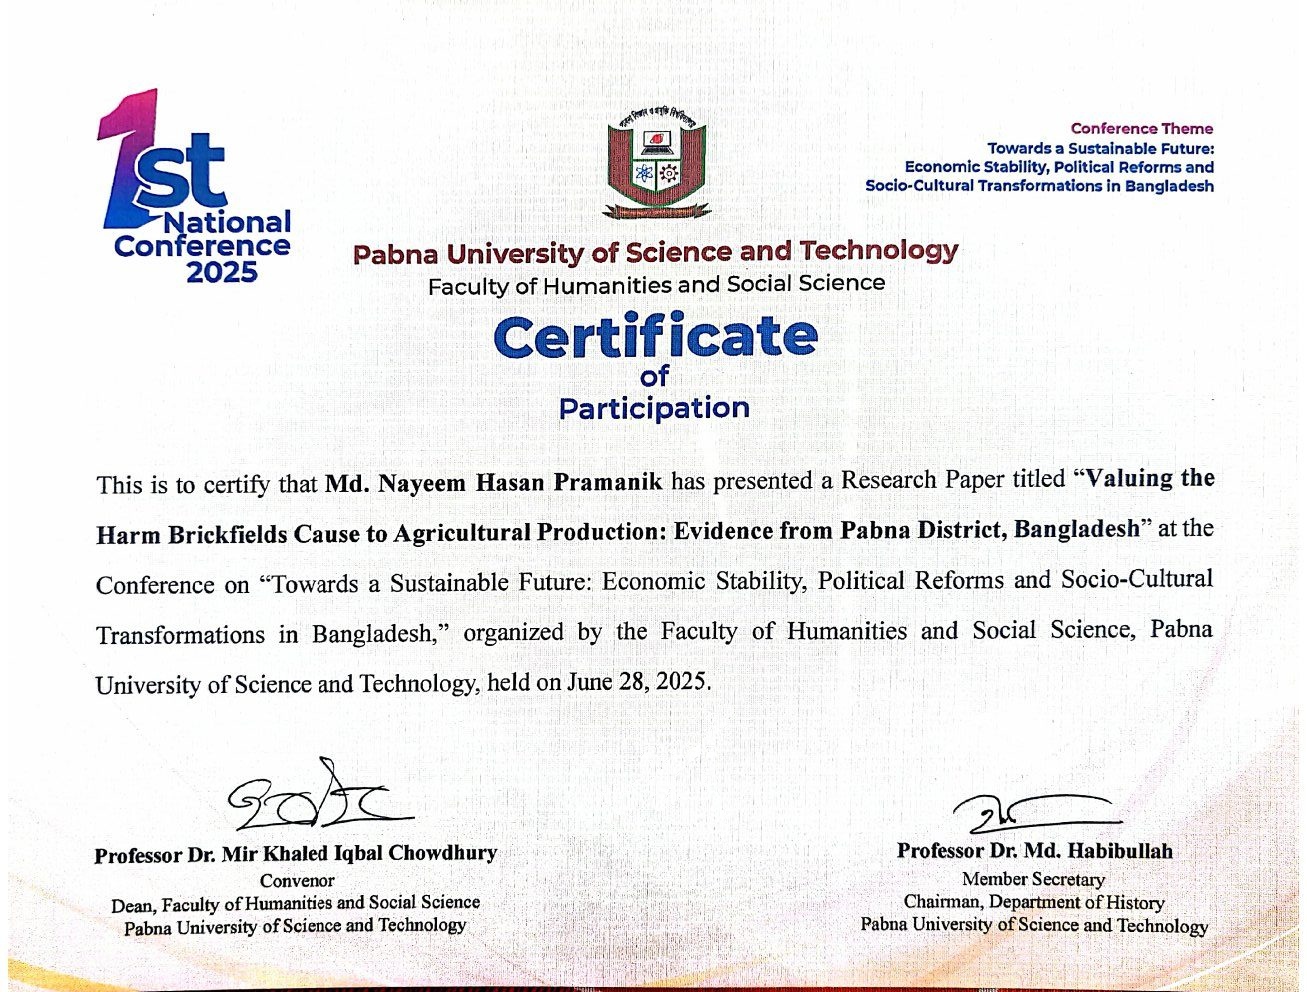 1st
National
Conference
2025
Conference Theme
Towards a Sustainable Future:
Economic Stability, Political Reforms and
Socio-Cultural Transformations in Bangladesh
Pabna University of Science and Technology
Faculty of Humanities and Social Science
Certificate
of
Participation
This is to certify that Md. Nayeem Hasan Pramanik has presented a Research Paper titled “Valuing the
Harm Brickfields Cause to Agricultural Production: Evidence from Pabna District, Bangladesh” at the
Conference on “Towards a Sustainable Future: Economic Stability, Political Reforms and Socio-Cultural
Transformations in Bangladesh,” organized by the Faculty of Humanities and Social Science, Pabna
University of Science and Technology, held on June 28, 2025.
Professor Dr. Mir Khaled Iqbal Chowdhury
Convenor
Dean, Faculty of Humanities and Social Science
Pabna University of Science and Technology
Professor Dr. Md. Habibullah
Member Secretary
Chairman, Department of History
Pabna University of Science and Technology